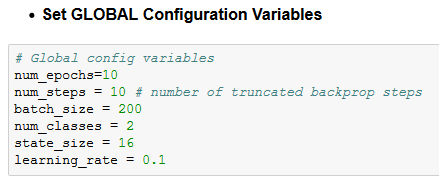 • Set GLOBAL Configuration Variables
# Global config variables
num_epochs=10
num_steps = 10 # number of truncated backprop steps
batch_size = 200
num_classes = 2
state_size = 16
learning_rate = 0.1